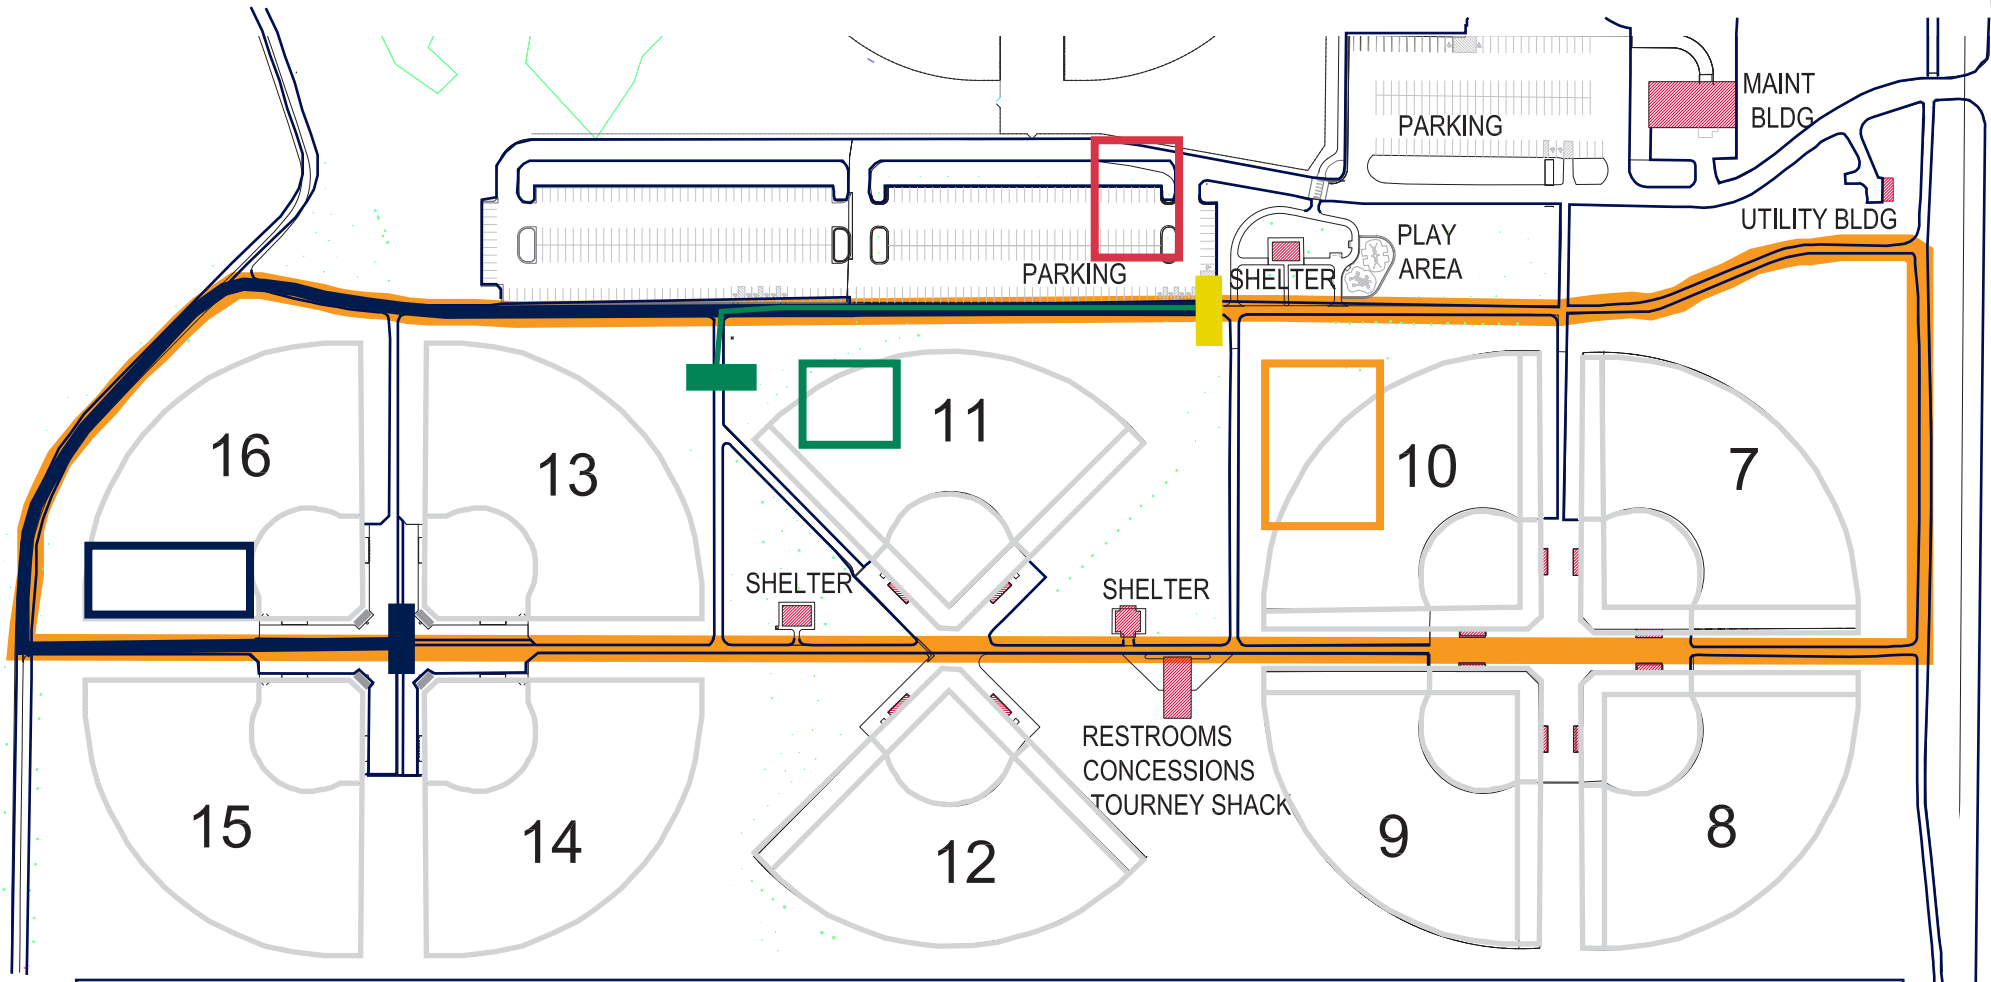 MAINT
BLDG
PARKING
UTILITY BLDG
PLAY
AREA
PARKING
SHELTER
11
16
13
10
7
SHELTER
SHELTER
RESTROOMS
CONCESSIONS
TOURNEY SHACK
15
14
12
9
8